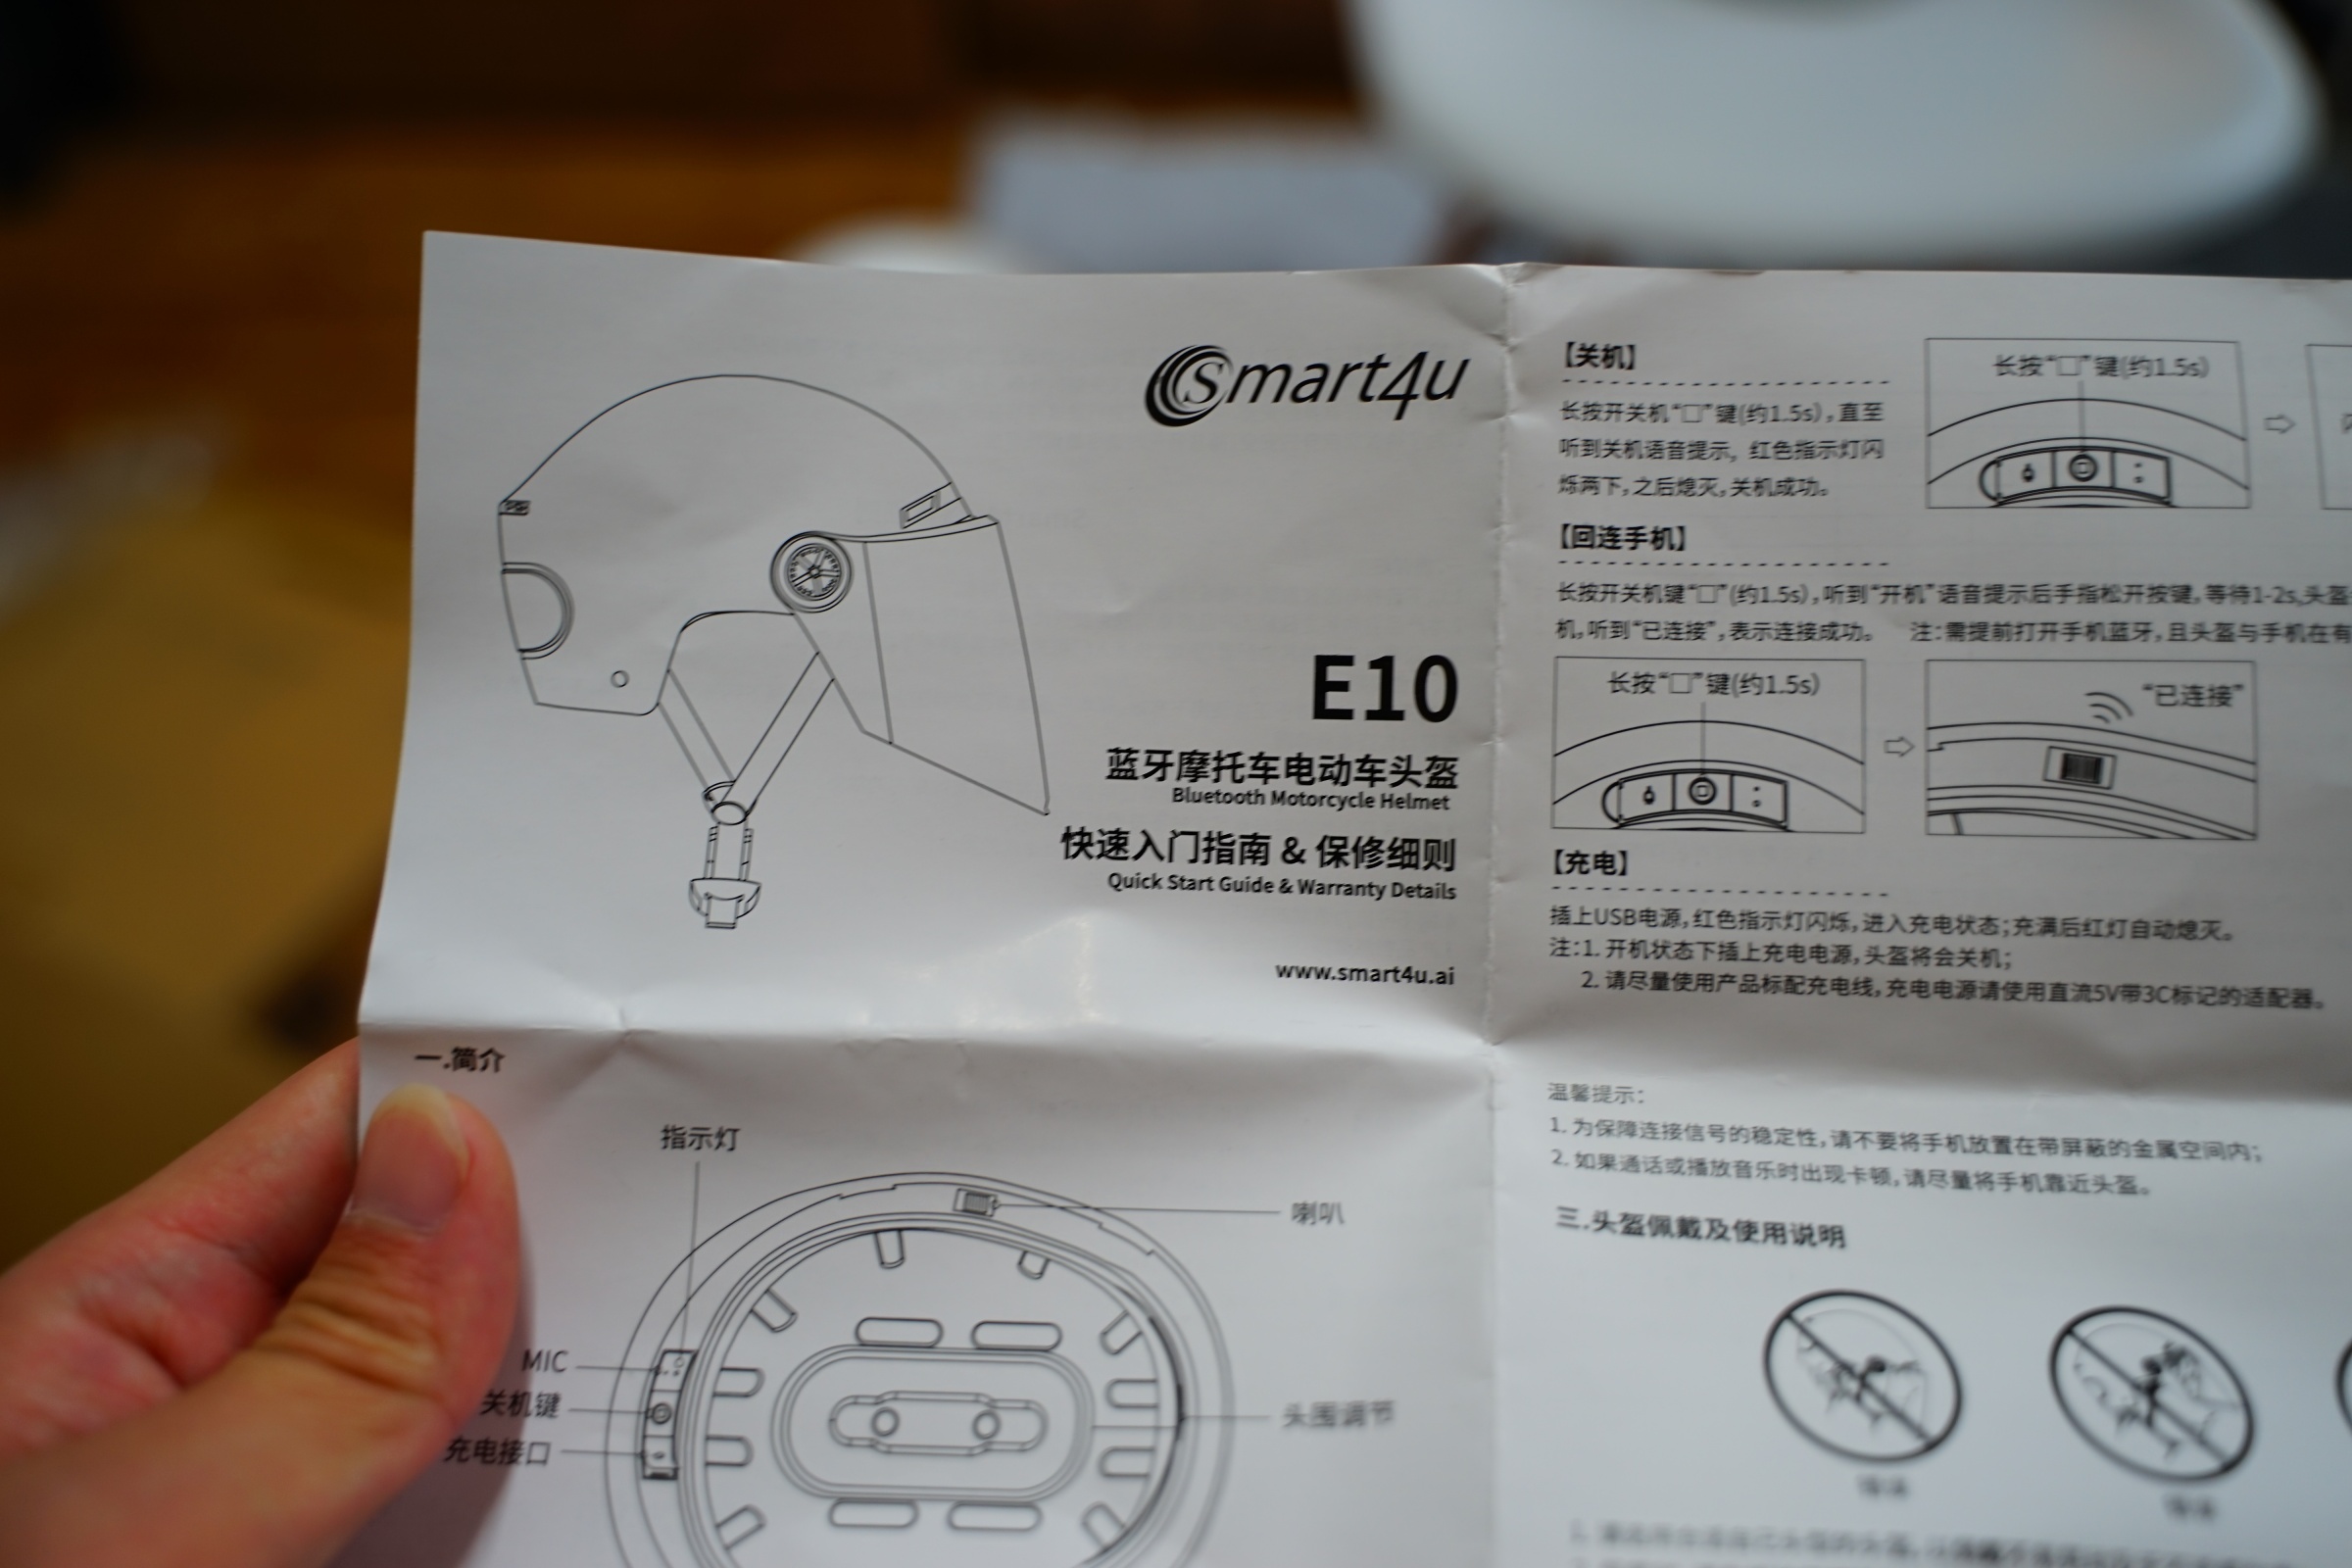 Smart4u
E10
蓝牙摩托车电动车头盔
Bluetooth Motorcycle Helmet
快速入门指南 & 保修细则
Quick Start Guide & Warranty Details
www.smart4u.ai
一.简介
指示灯
喇叭
MIC
关机键
充电接口
头围调节
【关机】
长按开关机“□”键(约1.5s),直至
听到关机语音提示, 红色指示灯闪
烁两下,之后熄灭,关机成功。
长按“□”键(约1.5s)
【回连手机】
长按开关机键“□”(约1.5s),听到“开机”语音提示后手指松开按键,等待1-2s,头盔
机,听到“已连接”,表示连接成功。 注:需提前打开手机蓝牙,且头盔与手机在有
长按“□”键(约1.5s)
“已连接”
【充电】
插上USB电源,红色指示灯闪烁,进入充电状态;充满后红灯自动熄灭。
注:1. 开机状态下插上充电电源,头盔将会关机;
2. 请尽量使用产品标配充电线,充电电源请使用直流5V带3C标记的适配器。
温馨提示:
1. 为保障连接信号的稳定性,请不要将手机放置在带屏蔽的金属空间内;
2. 如果通话或播放音乐时出现卡顿,请尽量将手机靠近头盔。
三.头盔佩戴及使用说明